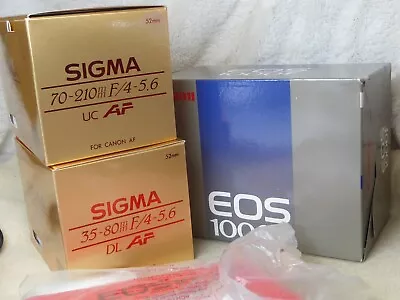 52mm
SIGMA
70-210mm F/4-5.6
UC AF
FOR CANON AF
52mm
SIGMA
35-80mm F/4-5.6
DL AF
EOS